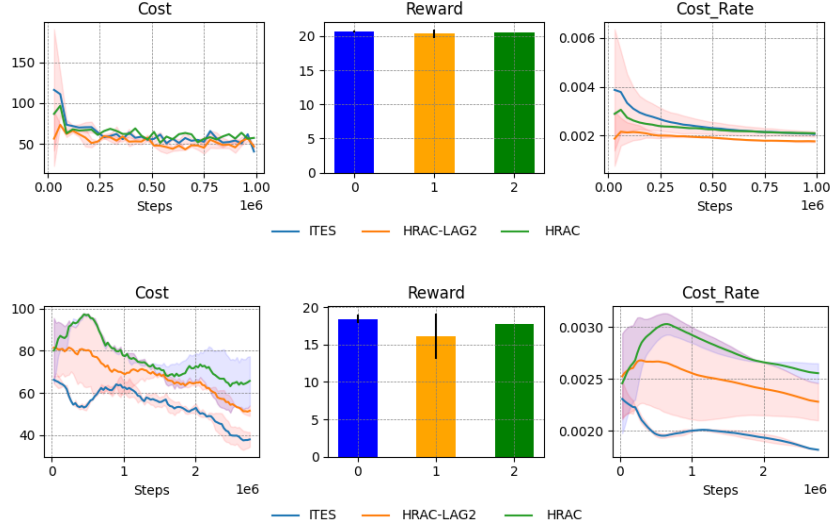 Cost
150
100
50
0.00 0.25 0.50 0.75 1.00
Steps 1e6
Reward
20
15
10
5
0
0 1 2
Cost_Rate
0.006
0.004
0.002
0.00 0.25 0.50 0.75 1.00
Steps 1e6
ITES HRAC-LAG2 HRAC
Cost
100
80
60
40
0 1 2
Steps 1e6
Reward
20
15
10
5
0
0 1 2
Cost_Rate
0.0030
0.0025
0.0020
0 1 2
Steps 1e6
ITES HRAC-LAG2 HRAC